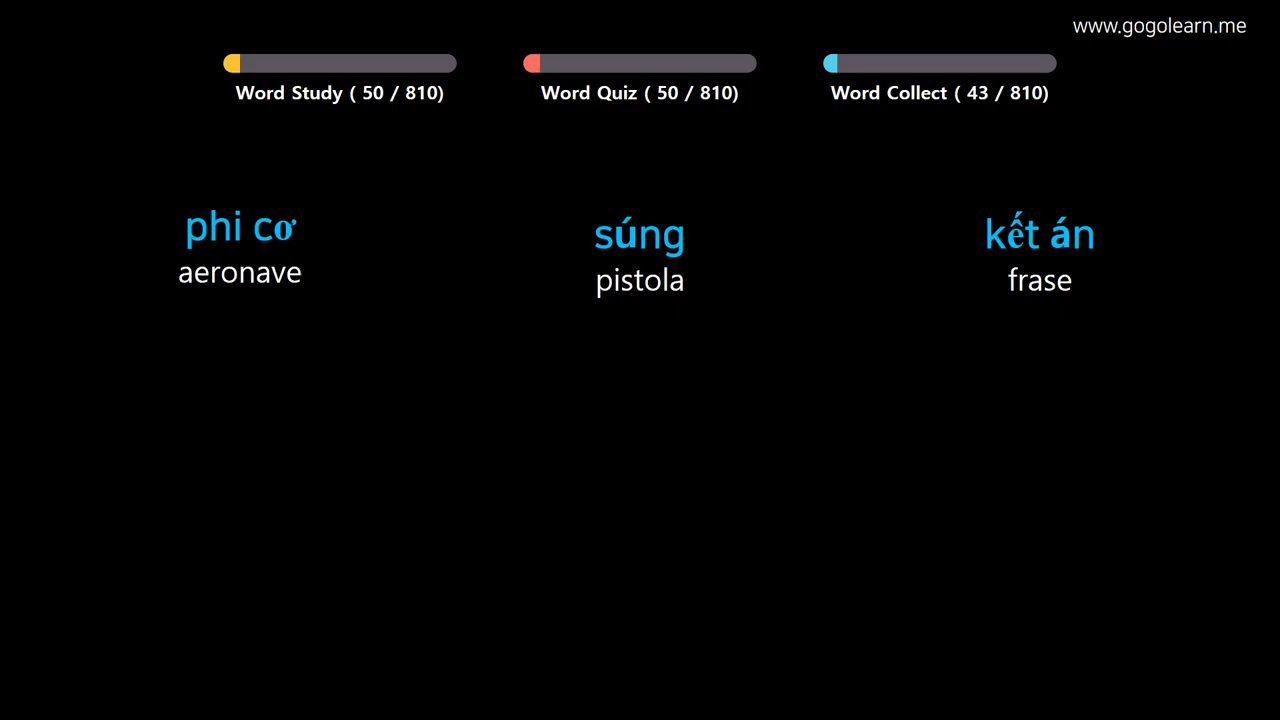 www.gogolearn.me
Word Study ( 50 / 810)
Word Quiz ( 50 / 810)
Word Collect ( 43 / 810)
phi cơ
aeronave
súng
pistola
kết án
frase